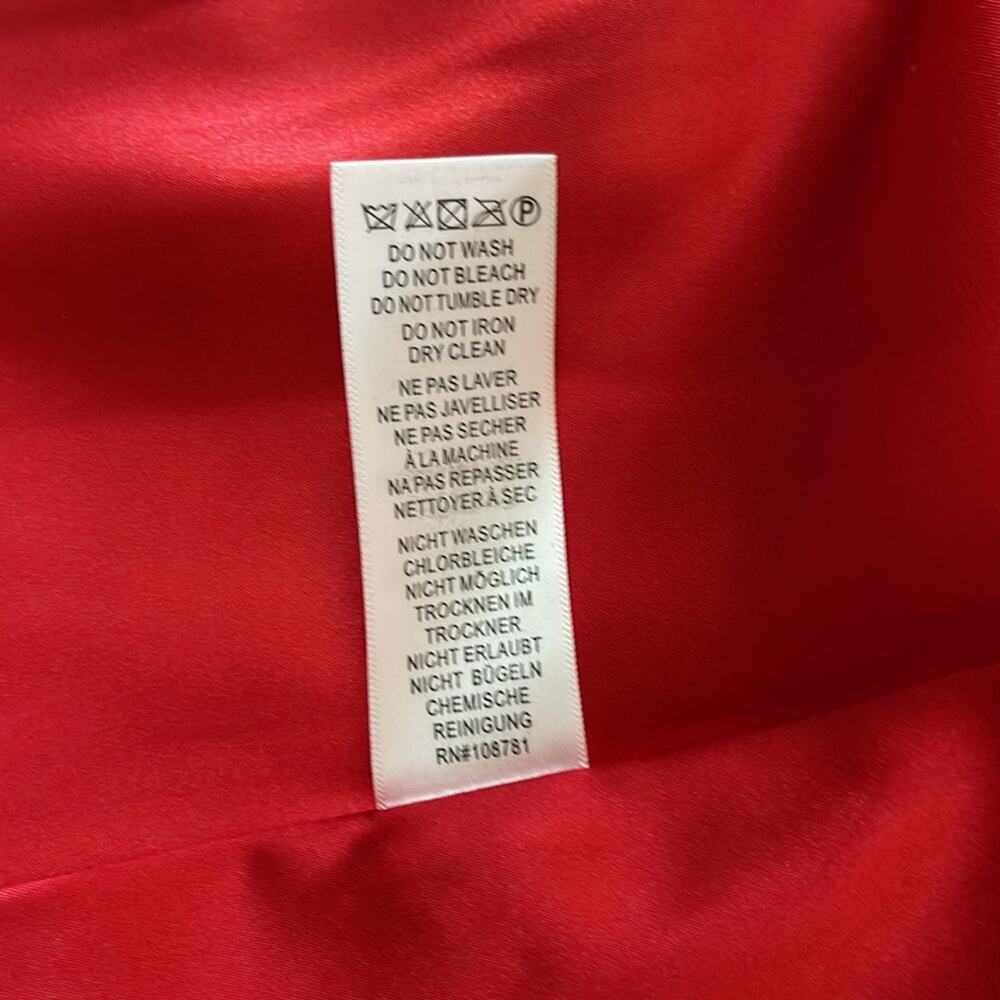 P
DO NOT WASH
DO NOT BLEACH
DO NOT TUMBLE DRY
DO NOT IRON
DRY CLEAN
NE PAS LAVER
NE PAS JAVELLISER
NE PAS SECHER
À LA MACHINE
NA PAS REPASSER
NETTOYER À SEC
NICHT WASCHEN
CHLORBLEICHE
NICHT MÖGLICH
TROCKNEN IM
TROCKNER
NICHT ERLAUBT
NICHT BÜGELN
CHEMISCHE
REINIGUNG
RN#108781